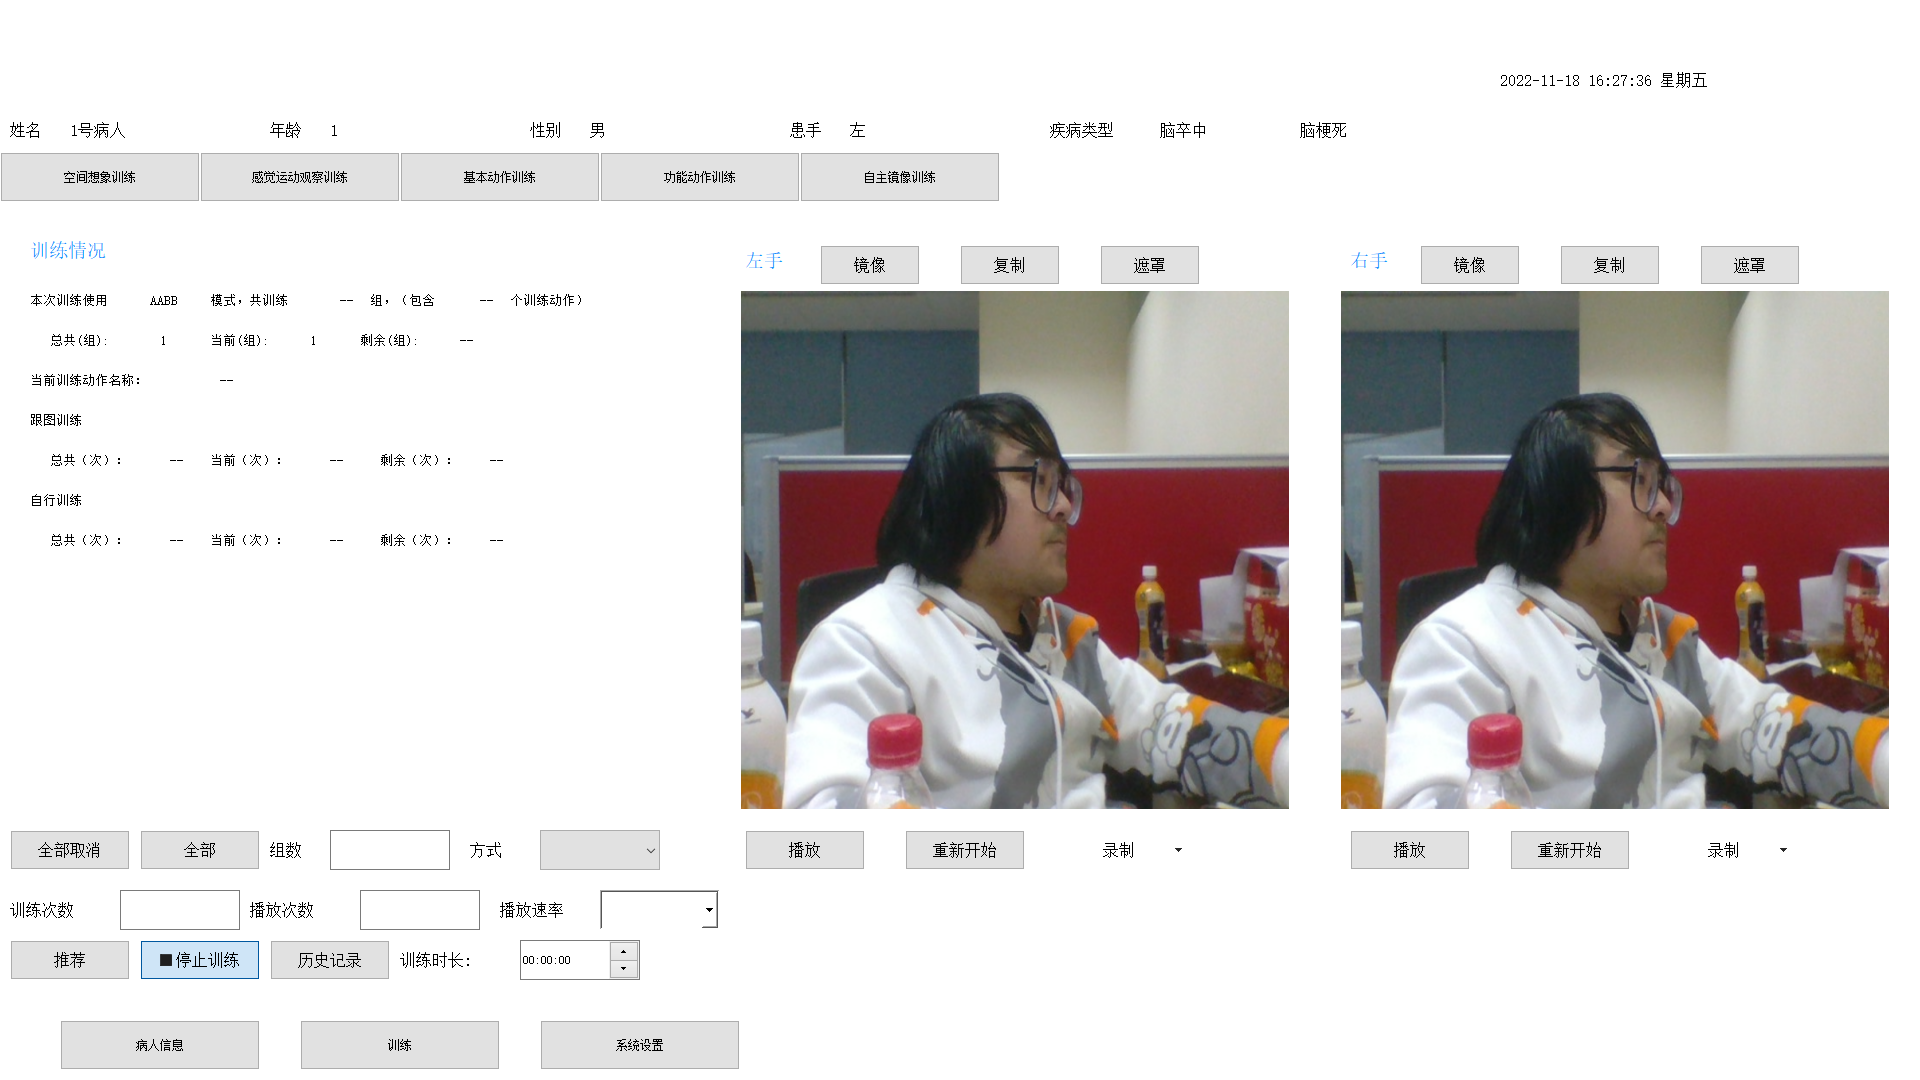 2022-11-18 16:27:36 星期五
姓名 1号病人 年龄 1 性别 男 患手 左 疾病类型 脑卒中 脑梗死
空间想象训练 感觉运动观察训练 基本动作训练 功能动作训练 自主镜像训练
训练情况
本次训练使用 AABB 模式，共训练 -- 组，（包含 -- 个训练动作）
总共(组): 1 当前(组): 1 剩余(组): --
当前训练动作名称: --
跟图训练
总共（次）: -- 当前（次）: -- 剩余（次）: --
自行训练
总共（次）: -- 当前（次）: -- 剩余（次）: --
左手 镜像 复制 遮罩
右手 镜像 复制 遮罩
全部取消 全部 组数 方式
播放 重新开始 录制
播放 重新开始 录制
训练次数 播放次数 播放速率
推荐 ■停止训练 历史记录 训练时长: 00:00:00
病人信息 训练 系统设置